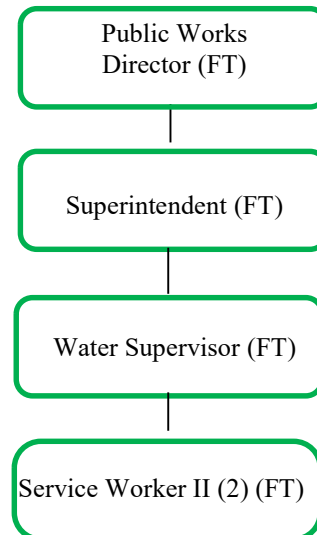 Public Works
Director (FT)
Superintendent (FT)
Water Supervisor (FT)
Service Worker II (2) (FT)